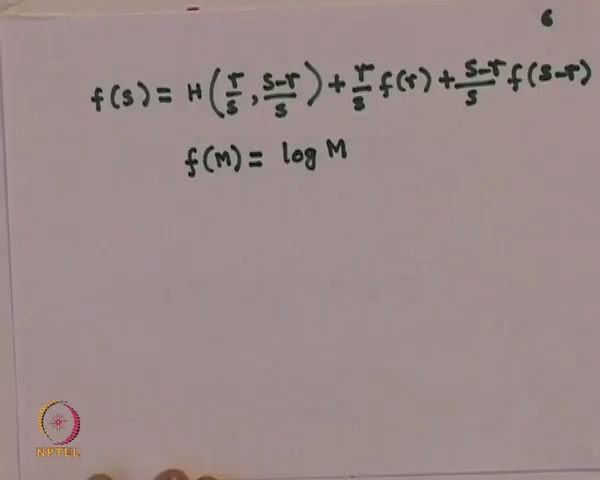 6
f(s) = H(r/s, s-r/s) + r/s f(r) + s-r/s f(s-r)
f(M) = log M
NPTEL